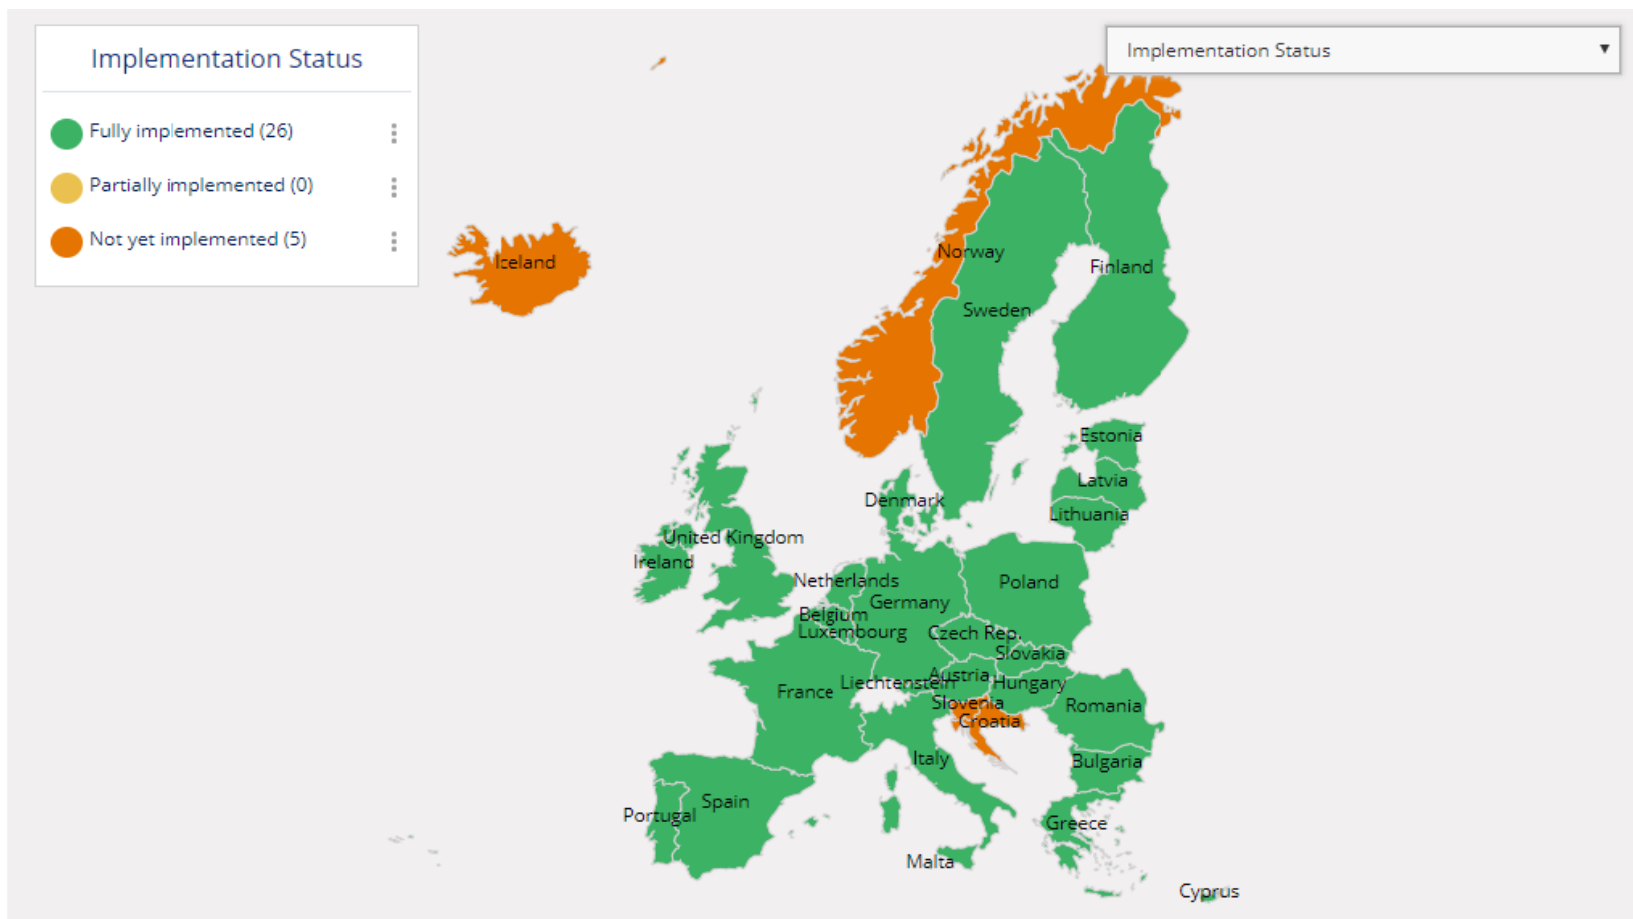 Implementation Status
Fully implemented (26)
Partially implemented (0)
Not yet implemented (5)
Implementation Status
Iceland
Norway
Finland
Sweden
Estonia
Latvia
Denmark
Lithuania
United Kingdom
Ireland
Netherlands
Poland
Germany
Belgium
Luxembourg
Czech Rep.
Slovakia
Austria
Liechtenstein
Hungary
France
Slovenia
Romania
Croatia
Italy
Bulgaria
Spain
Portugal
Greece
Malta
Cyprus